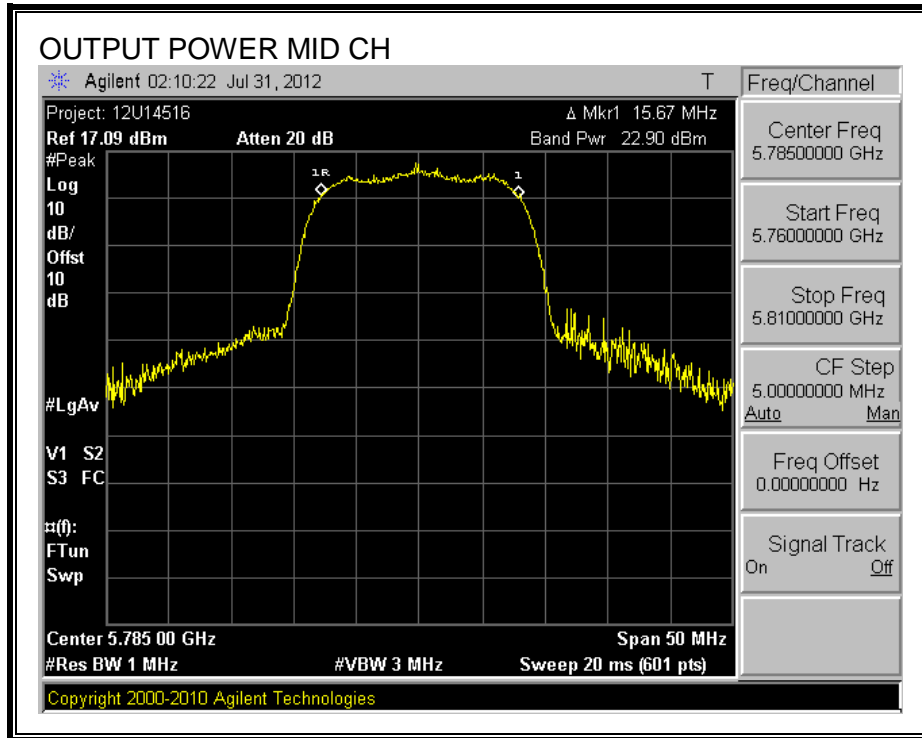 OUTPUT POWER MID CH
Agilent 02:10:22 Jul 31, 2012 T
Freq/Channel
Project: 12U14516 Δ Mkr1 15.67 MHz
Ref 17.09 dBm Atten 20 dB Band Pwr 22.90 dBm
#Peak
Log
10
dB/
Offst
10
dB
1R
1
#LgAv
V1 S2
S3 FC
¤(f):
FTun
Swp
Center 5.785 00 GHz Span 50 MHz
#Res BW 1 MHz #VBW 3 MHz Sweep 20 ms (601 pts)
Center Freq
5.78500000 GHz
Start Freq
5.76000000 GHz
Stop Freq
5.81000000 GHz
CF Step
5.00000000 MHz
Auto Man
Freq Offset
0.00000000 Hz
Signal Track
On Off
Copyright 2000-2010 Agilent Technologies